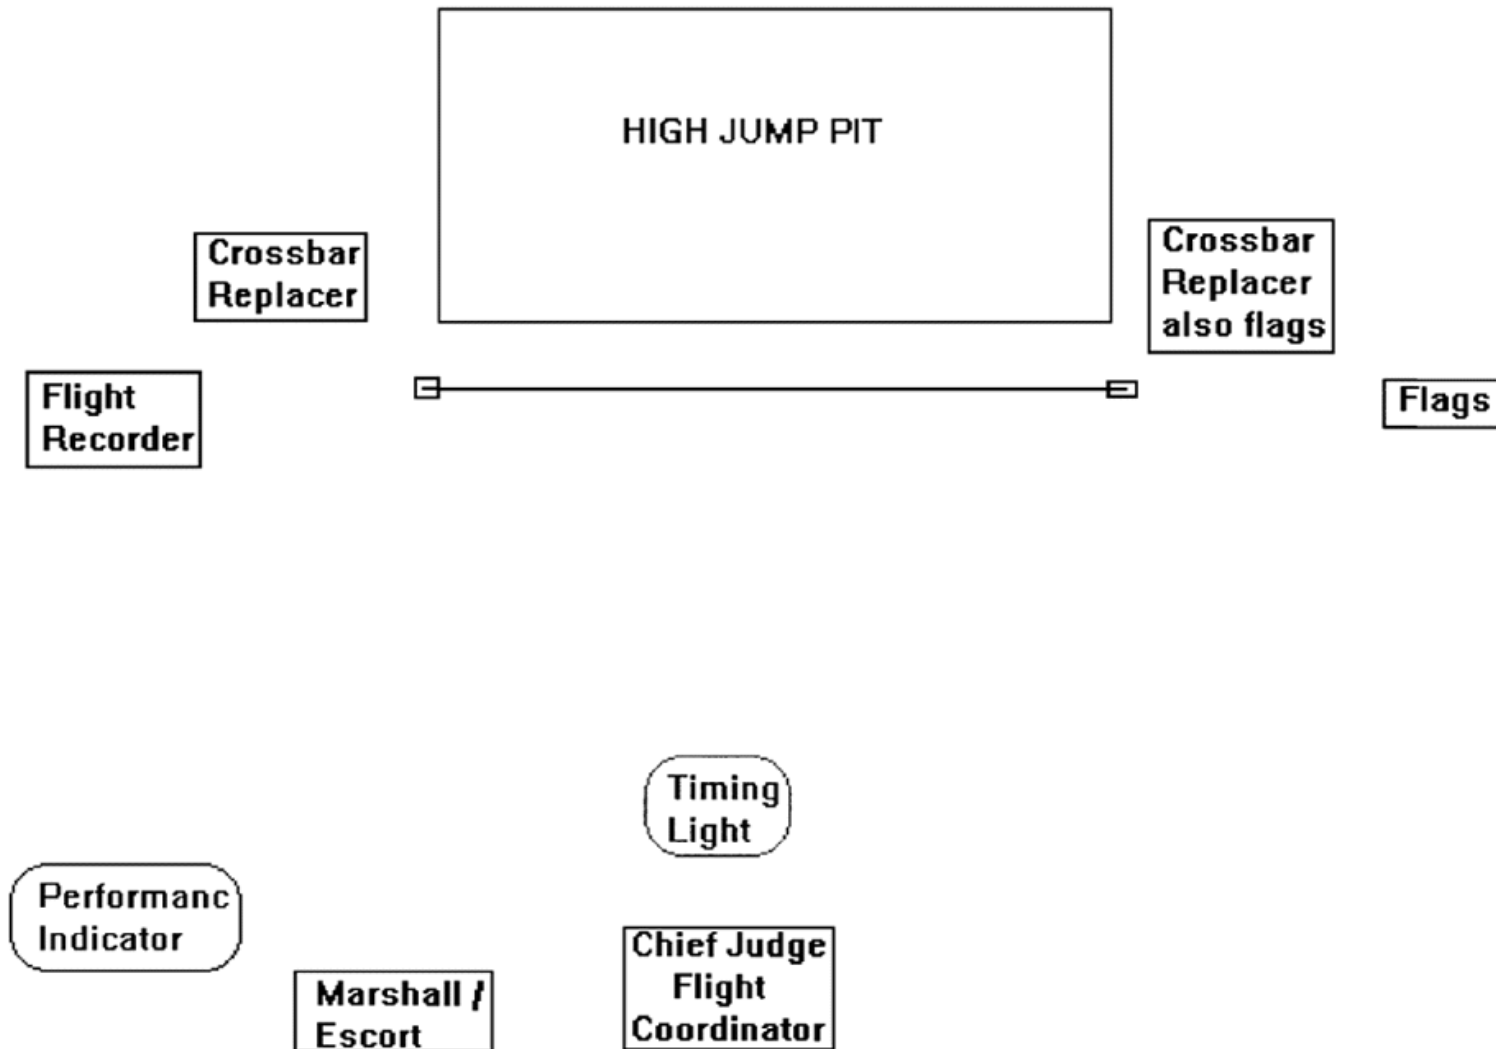 HIGH JUMP PIT
Crossbar
Replacer
Crossbar
Replacer
also flags
Flight
Recorder
Flags
Timing
Light
Performanc
Indicator
Marshall /
Escort
Chief Judge
Flight
Coordinator